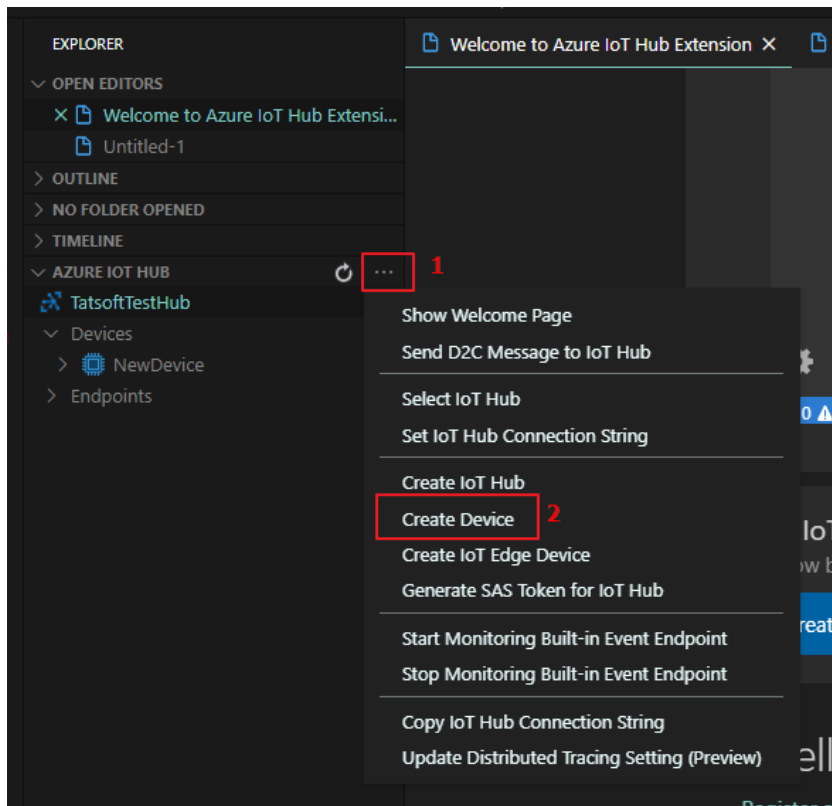 EXPLORER
Welcome to Azure IoT Hub Extension
OPEN EDITORS
Welcome to Azure IoT Hub Extensi...
Untitled-1
OUTLINE
NO FOLDER OPENED
TIMELINE
AZURE IOT HUB
... 1
TatsoftTestHub
Devices
NewDevice
Endpoints
Show Welcome Page
Send D2C Message to IoT Hub
Select IoT Hub
Set IoT Hub Connection String
0
Create IoT Hub
Create Device 2
Create IoT Edge Device
Generate SAS Token for IoT Hub
Start Monitoring Built-in Event Endpoint
Stop Monitoring Built-in Event Endpoint
Copy IoT Hub Connection String
Update Distributed Tracing Setting (Preview)